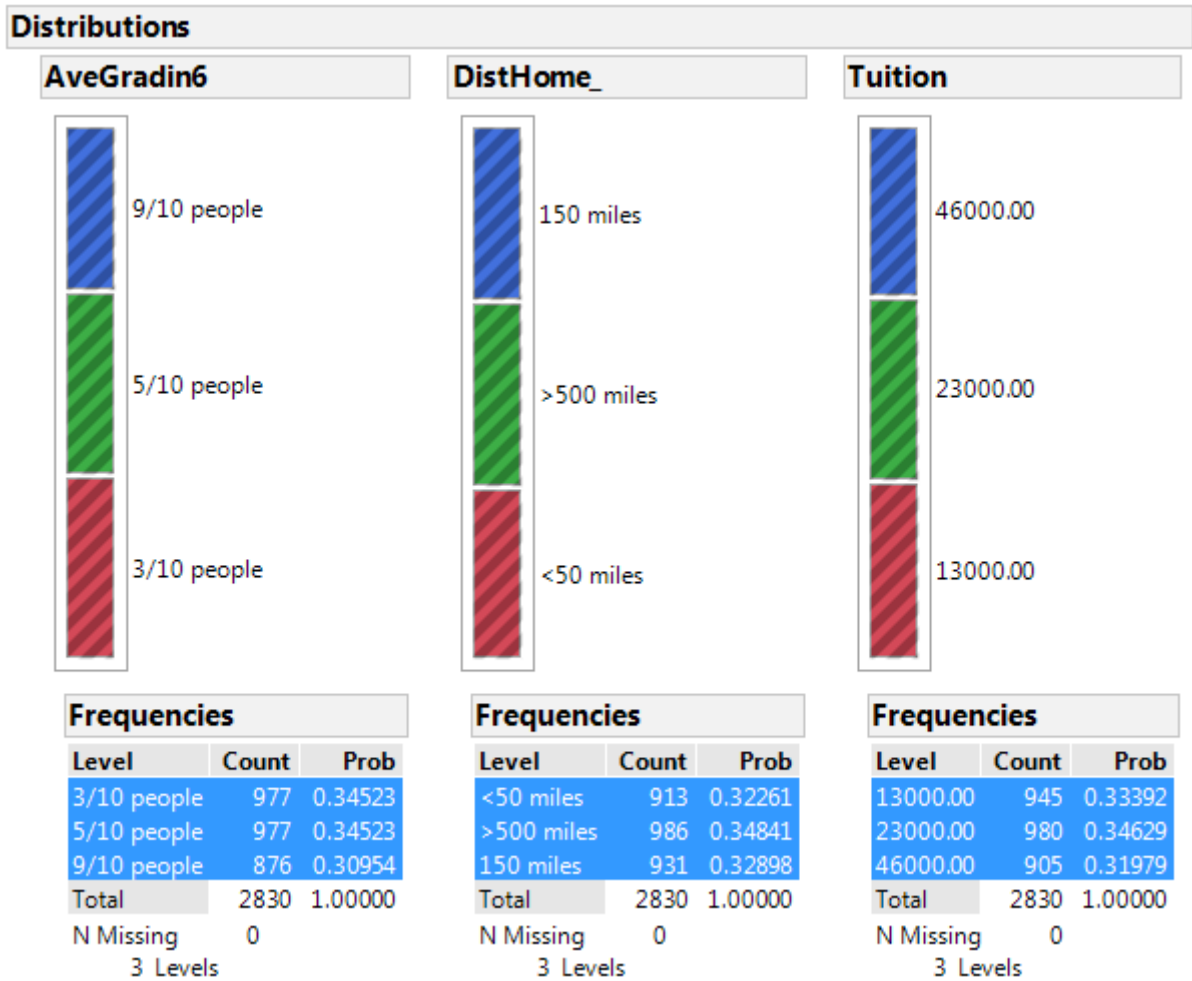 Distributions
AveGradin6
9/10 people
5/10 people
3/10 people
Frequencies
Level Count Prob
3/10 people 977 0.34523
5/10 people 977 0.34523
9/10 people 876 0.30954
Total 2830 1.00000
N Missing 0
3 Levels
DistHome_
150 miles
>500 miles
<50 miles
Frequencies
Level Count Prob
<50 miles 913 0.32261
>500 miles 986 0.34841
150 miles 931 0.32898
Total 2830 1.00000
N Missing 0
3 Levels
Tuition
46000.00
23000.00
13000.00
Frequencies
Level Count Prob
13000.00 945 0.33392
23000.00 980 0.34629
46000.00 905 0.31979
Total 2830 1.00000
N Missing 0
3 Levels